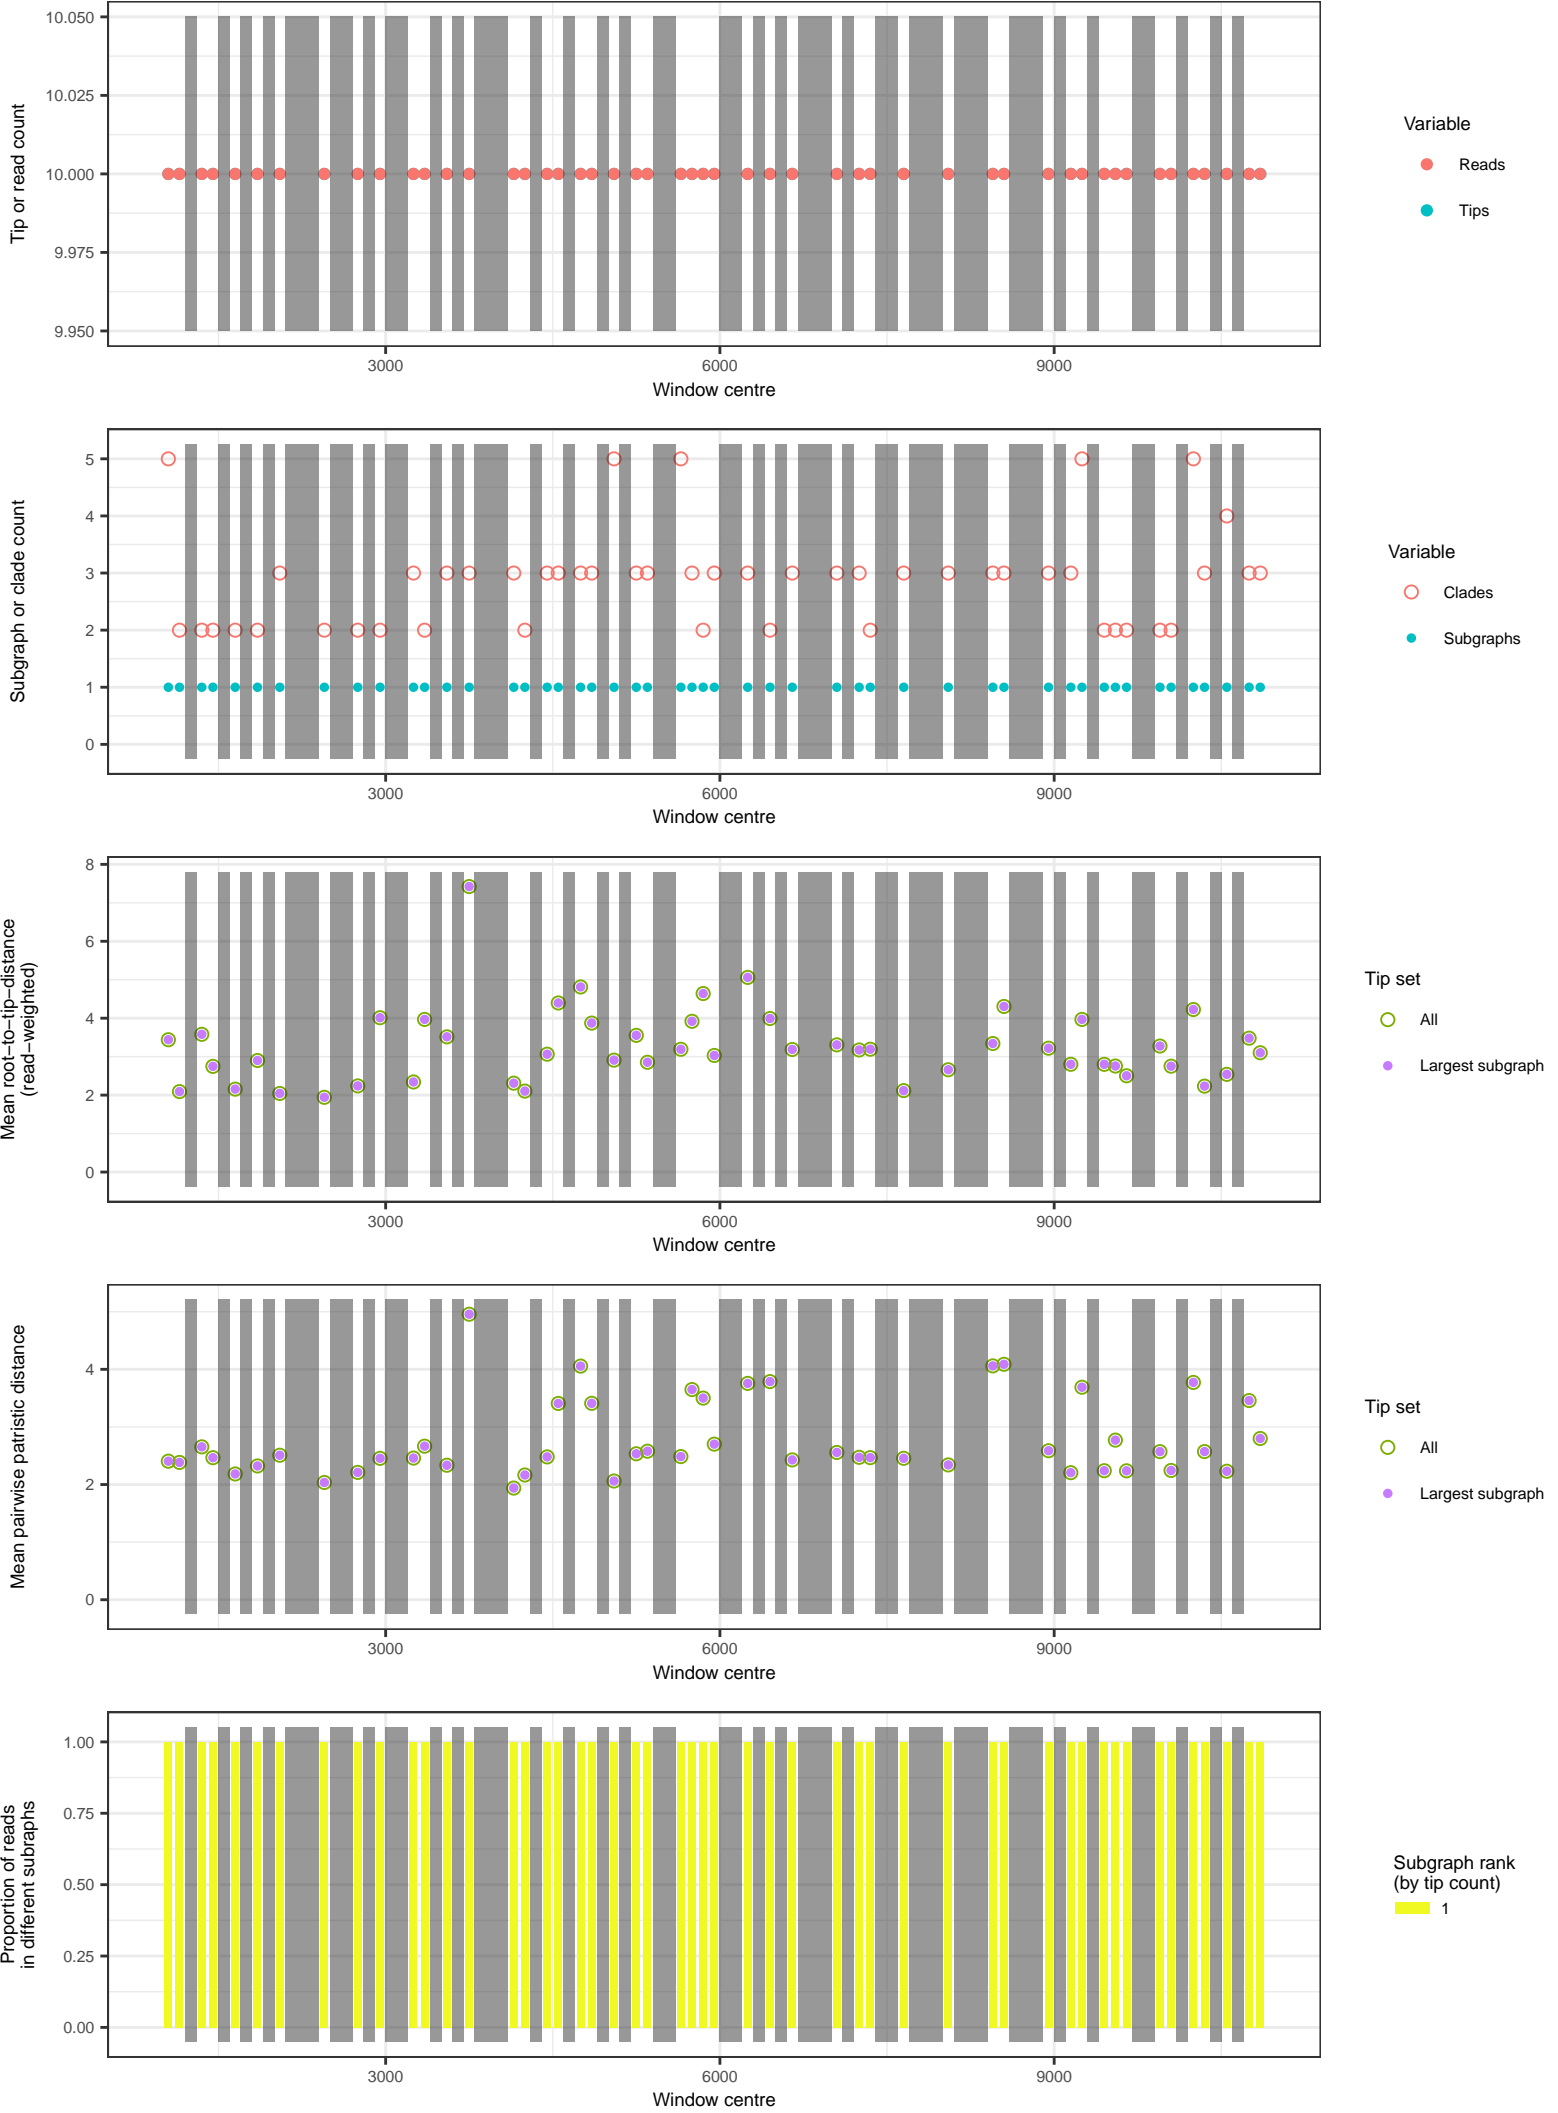 10.050
10.025
10.000
9.975
9.950
Tip or read count
3000
6000
9000
Window centre
Variable
Reads
Tips
5
4
3
2
1
0
Subgraph or clade count
3000
6000
9000
Window centre
Variable
Clades
Subgraphs
8
6
4
2
0
Mean root−to−tip−distance
(read−weighted)
3000
6000
9000
Window centre
Tip set
All
Largest subgraph
4
2
0
Mean pairwise patristic distance
3000
6000
9000
Window centre
Tip set
All
Largest subgraph
1.00
0.75
0.50
0.25
0.00
Proportion of reads
in different subraphs
3000
6000
9000
Window centre
Subgraph rank
(by tip count)
1